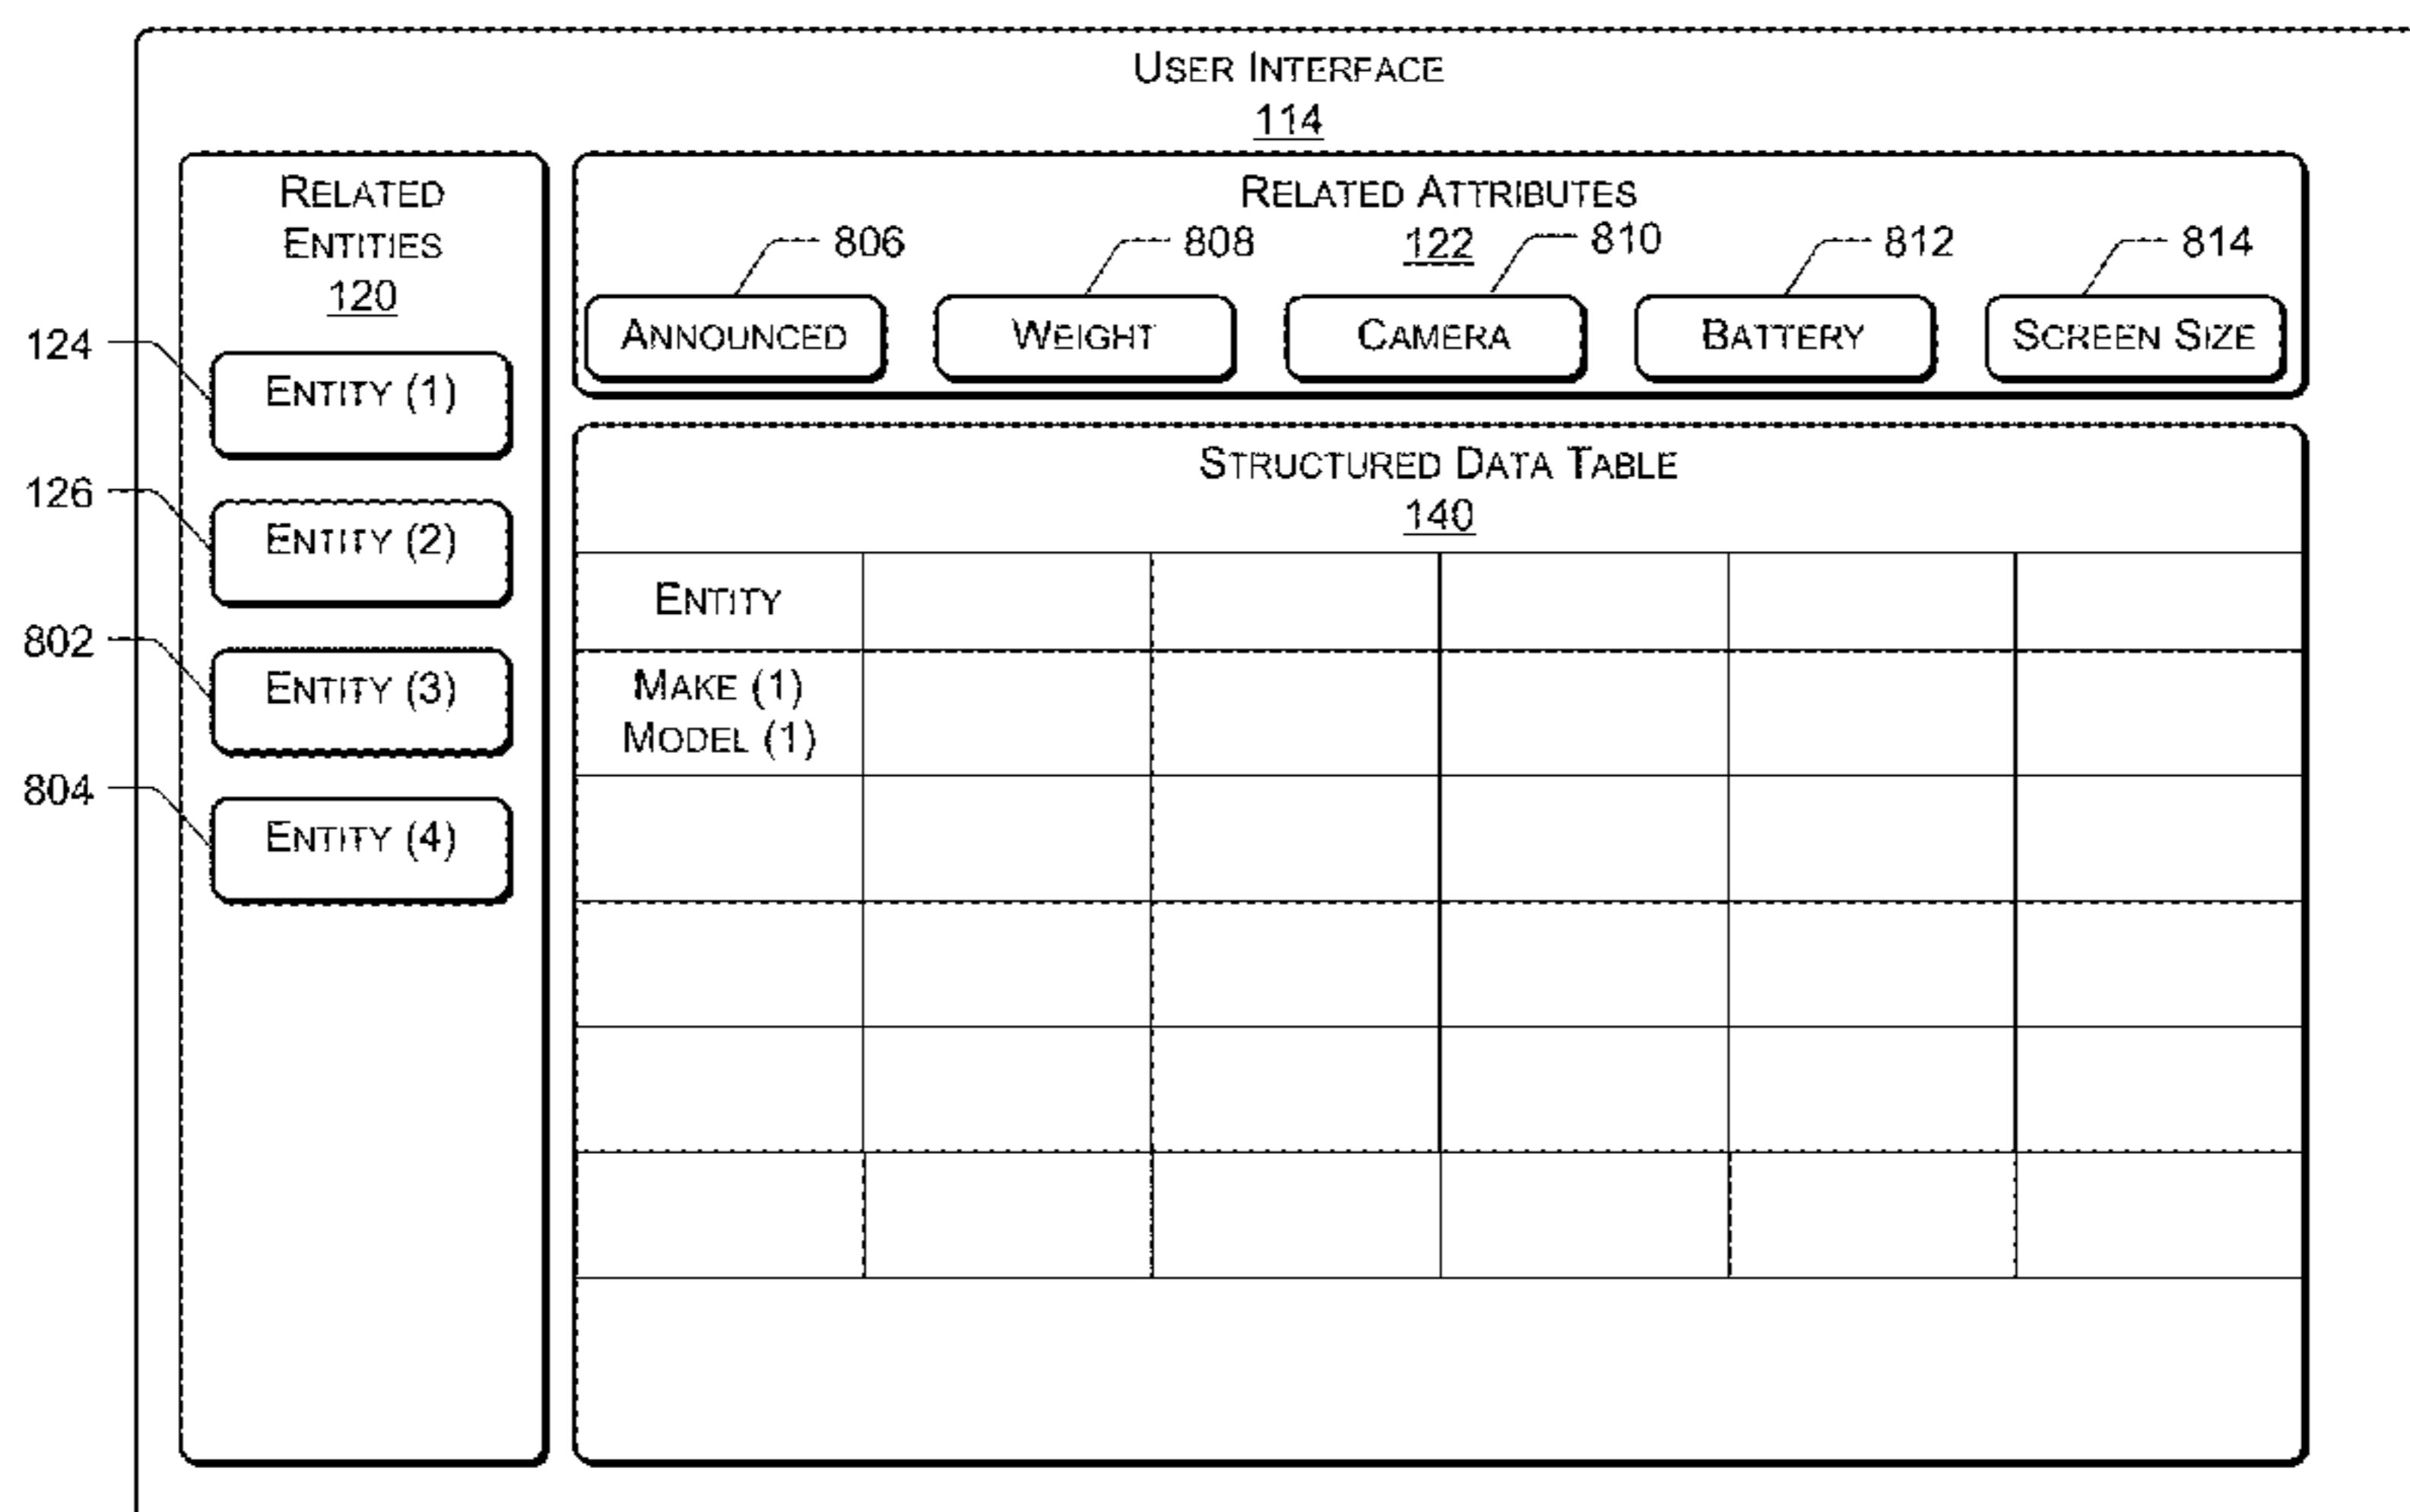 USER INTERFACE
114
RELATED
ENTITIES
120
124
ENTITY (1)
126
ENTITY (2)
802
ENTITY (3)
804
ENTITY (4)
RELATED ATTRIBUTES
122
806
808
810
812
814
ANNOUNCED
WEIGHT
CAMERA
BATTERY
SCREEN SIZE
STRUCTURED DATA TABLE
140
ENTITY
MAKE (1)
MODEL (1)